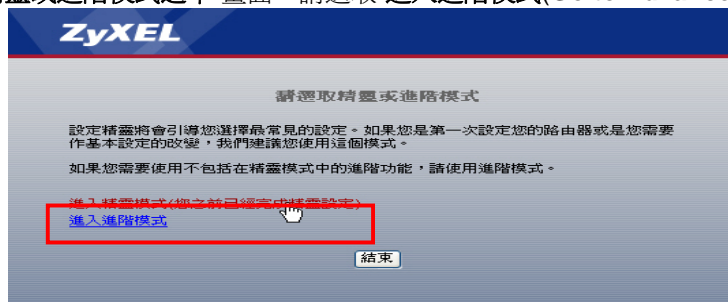 ZyXEL
請選取精靈或進階模式
設定精靈將會引導您選擇最常見的設定。如果您是第一次設定您的路由器或是您需要
作基本設定的改變，我們建議您使用這個模式。
如果您需要使用不包括在精靈模式中的進階功能，請使用進階模式。
進入精靈模式(您之前已經完成精靈設定)
進入進階模式
結束